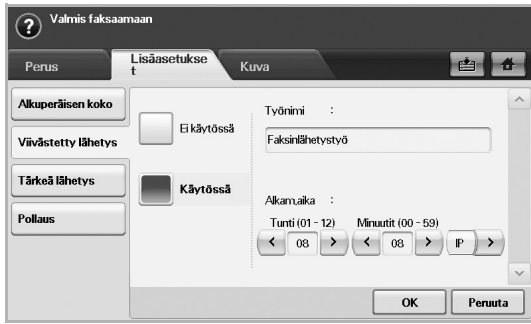 Valmis faksaamaan
Perus
Lisäasetukse
t
Kuva
Alkuperäisen koko
Viivästetty lähetys
Tärkeä lähetys
Pollaus
Ei käytössä
Käytössä
Työnimi :
Faksinlähetystyö
Alkam.aika :
Tunti (01 - 12) Minuutit (00 - 59)
< 08 > < 08 > IP >
OK Peruuta